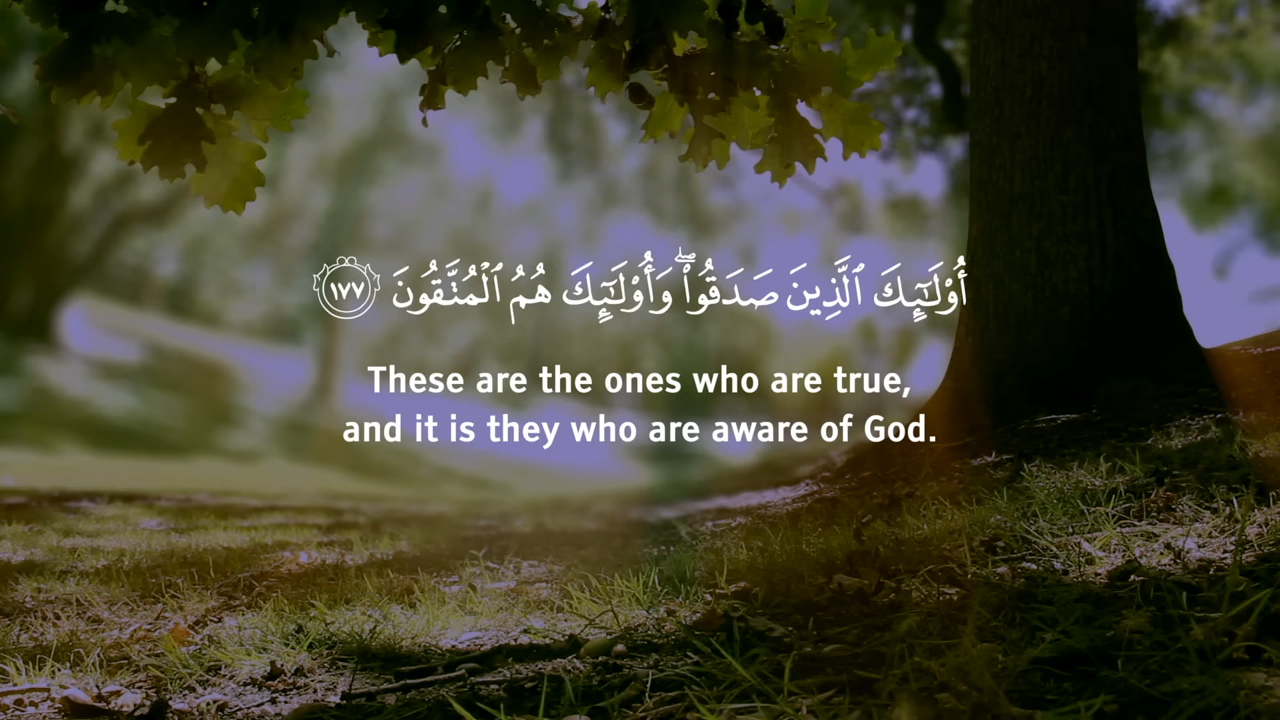 أُو۟لَـٰٓئِكَ ٱلَّذِينَ صَدَقُوا۟ۖ وَأُو۟لَـٰٓئِكَ هُمُ ٱلْمُتَّقُونَ ١٧٧
These are the ones who are true,
and it is they who are aware of God.